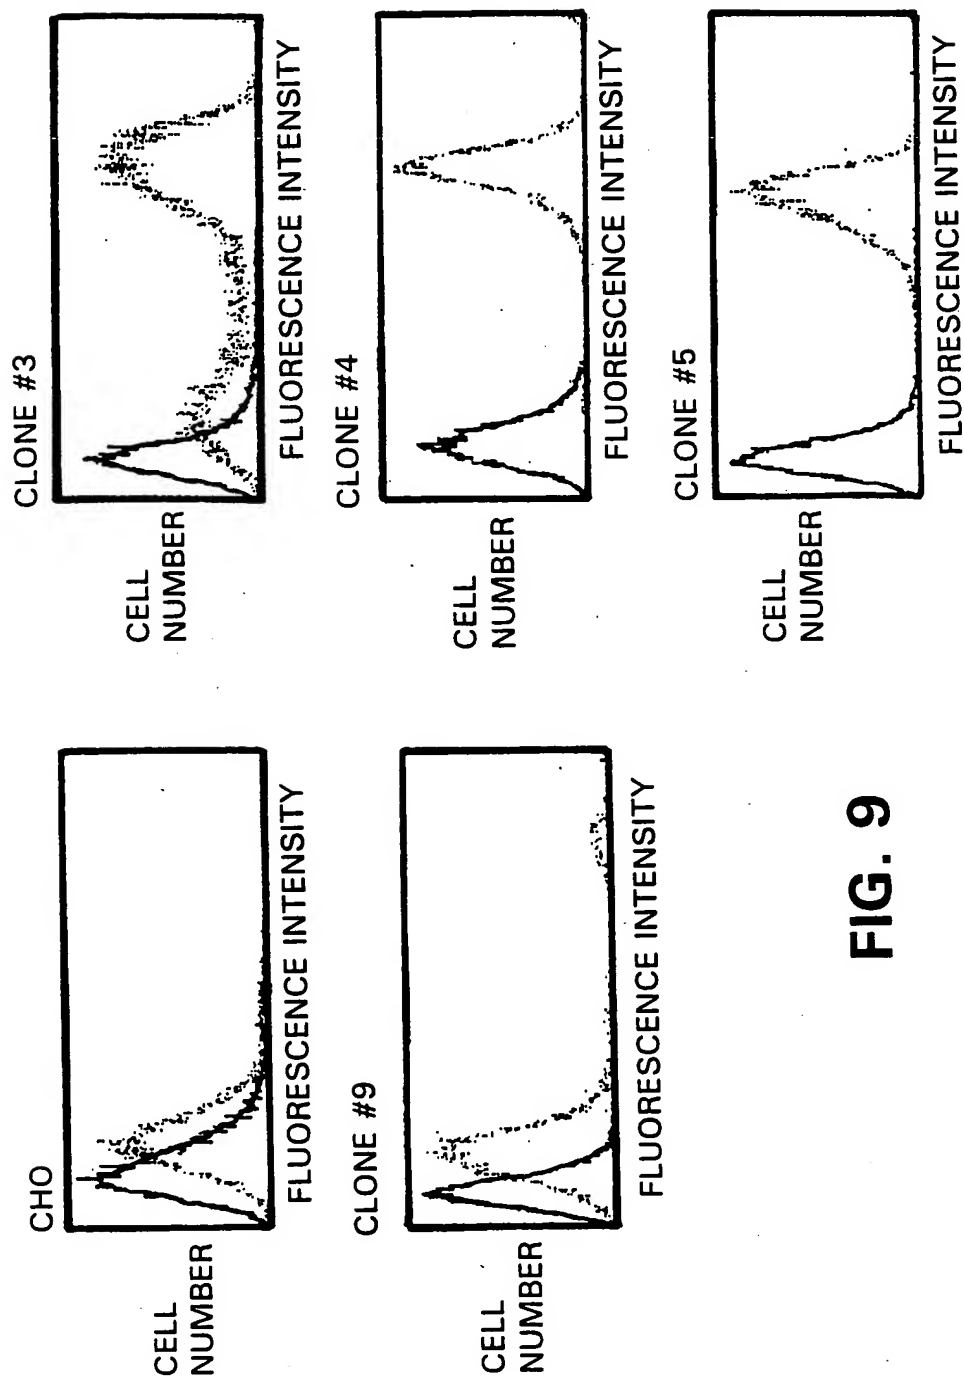 CHO
CELL
NUMBER
FLUORESCENCE INTENSITY
CLONE #9
CELL
NUMBER
FLUORESCENCE INTENSITY
CLONE #3
CELL
NUMBER
FLUORESCENCE INTENSITY
CLONE #4
CELL
NUMBER
FLUORESCENCE INTENSITY
CLONE #5
CELL
NUMBER
FLUORESCENCE INTENSITY
FIG. 9